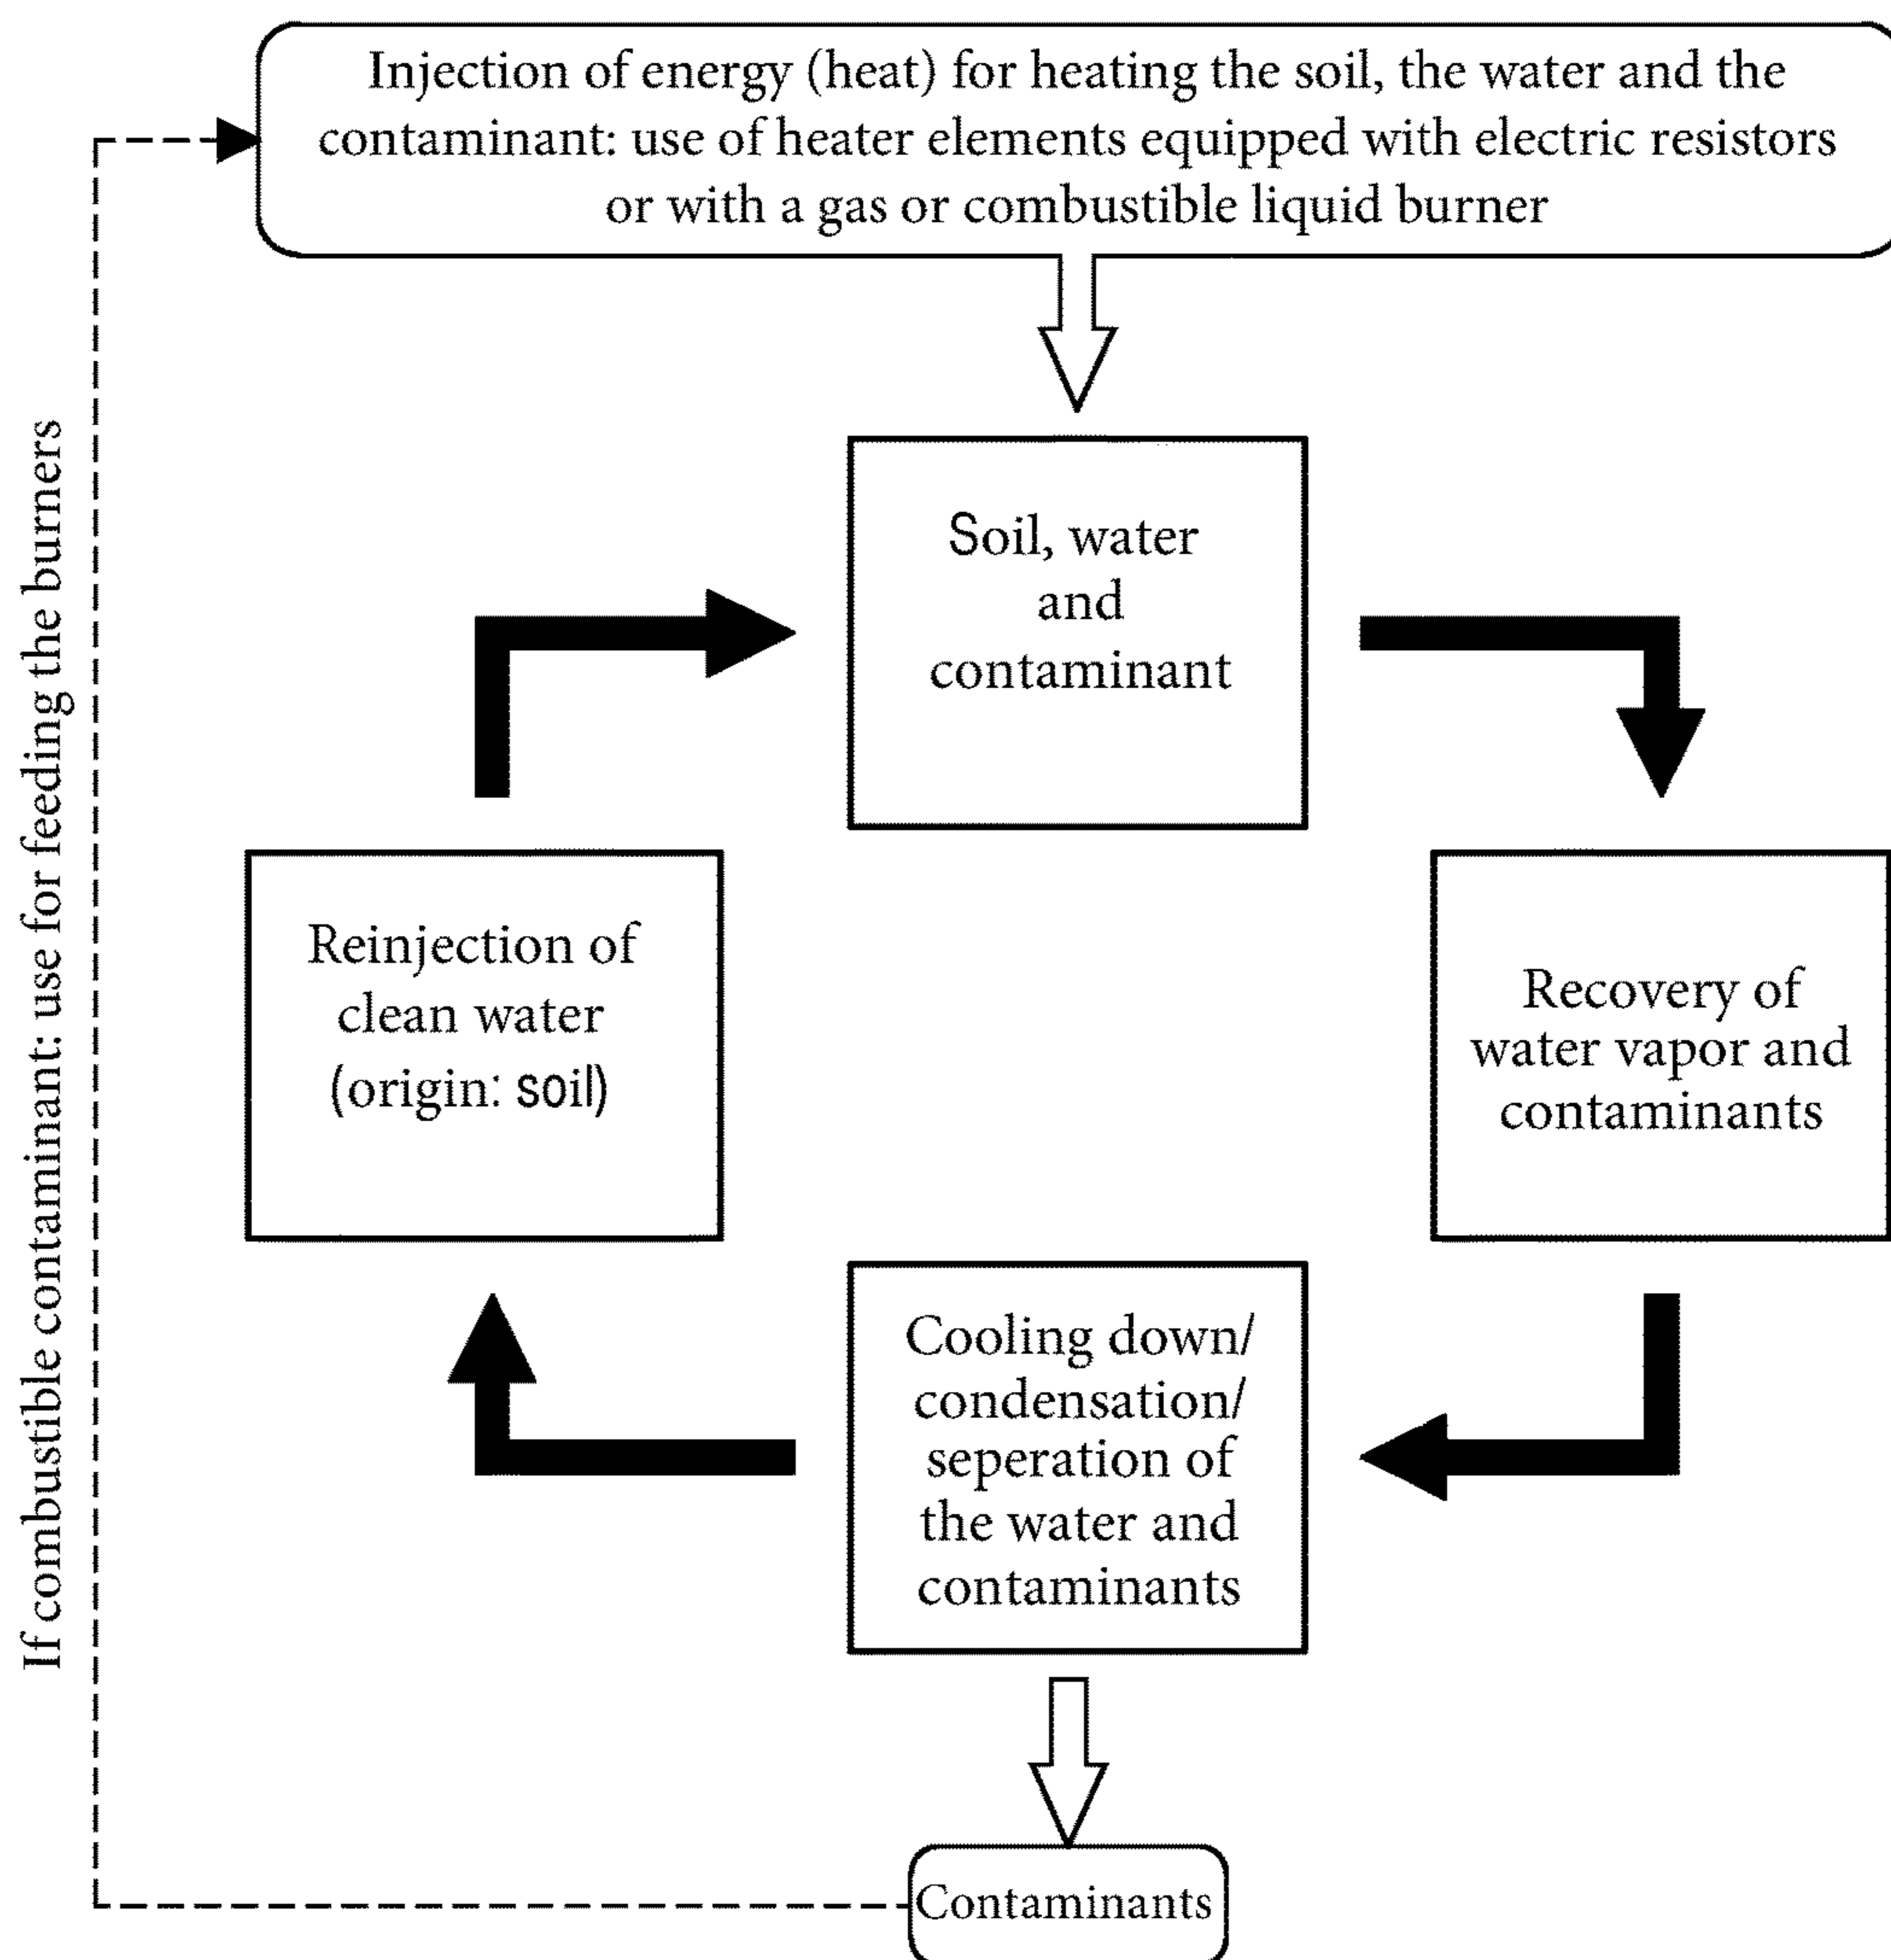 Injection of energy (heat) for heating the soil, the water and the
contaminant: use of heater elements equipped with electric resistors
or with a gas or combustible liquid burner
If combustible contaminant: use for feeding the burners
Soil, water
and
contaminant
Reinjection of
clean water
(origin: soil)
Recovery of
water vapor and
contaminants
Cooling down/
condensation/
seperation of
the water and
contaminants
Contaminants